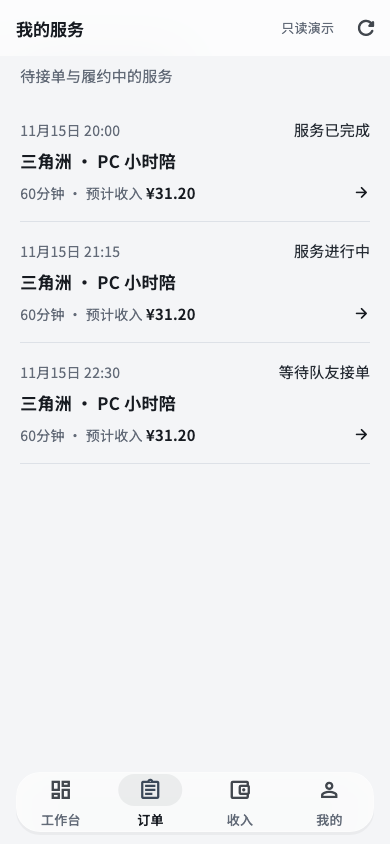 我的服务
只读演示
待接单与履约中的服务
11月15日 20:00
服务已完成
三角洲 · PC 小时陪
60分钟 · 预计收入 ¥31.20
11月15日 21:15
服务进行中
三角洲 · PC 小时陪
60分钟 · 预计收入 ¥31.20
11月15日 22:30
等待队友接单
三角洲 · PC 小时陪
60分钟 · 预计收入 ¥31.20
工作台
订单
收入
我的